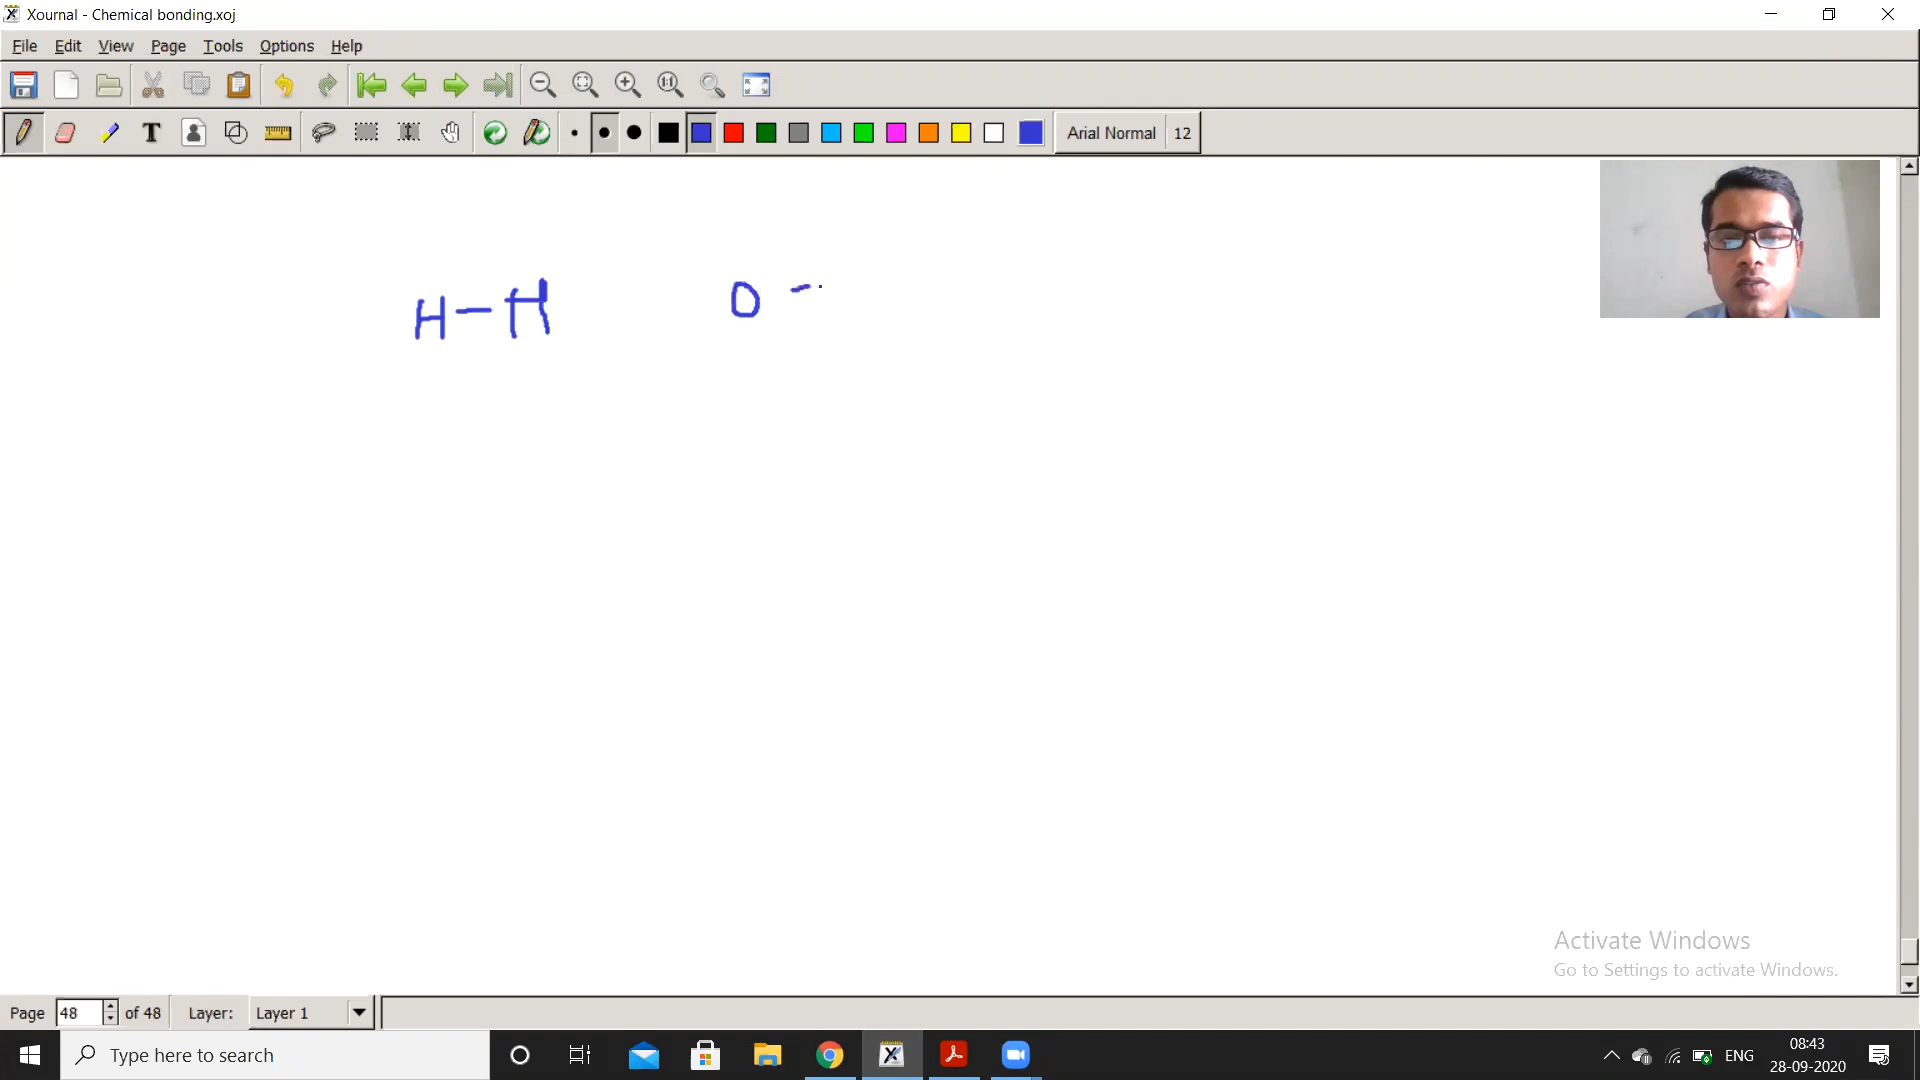 Xournal - Chemical bonding.xoj
File Edit View Page Tools Options Help
T Arial Normal 12
H-H O -
Activate Windows
Go to Settings to activate Windows.
Page 48 of 48 Layer: Layer 1
Type here to search
ENG
08:43
28-09-2020